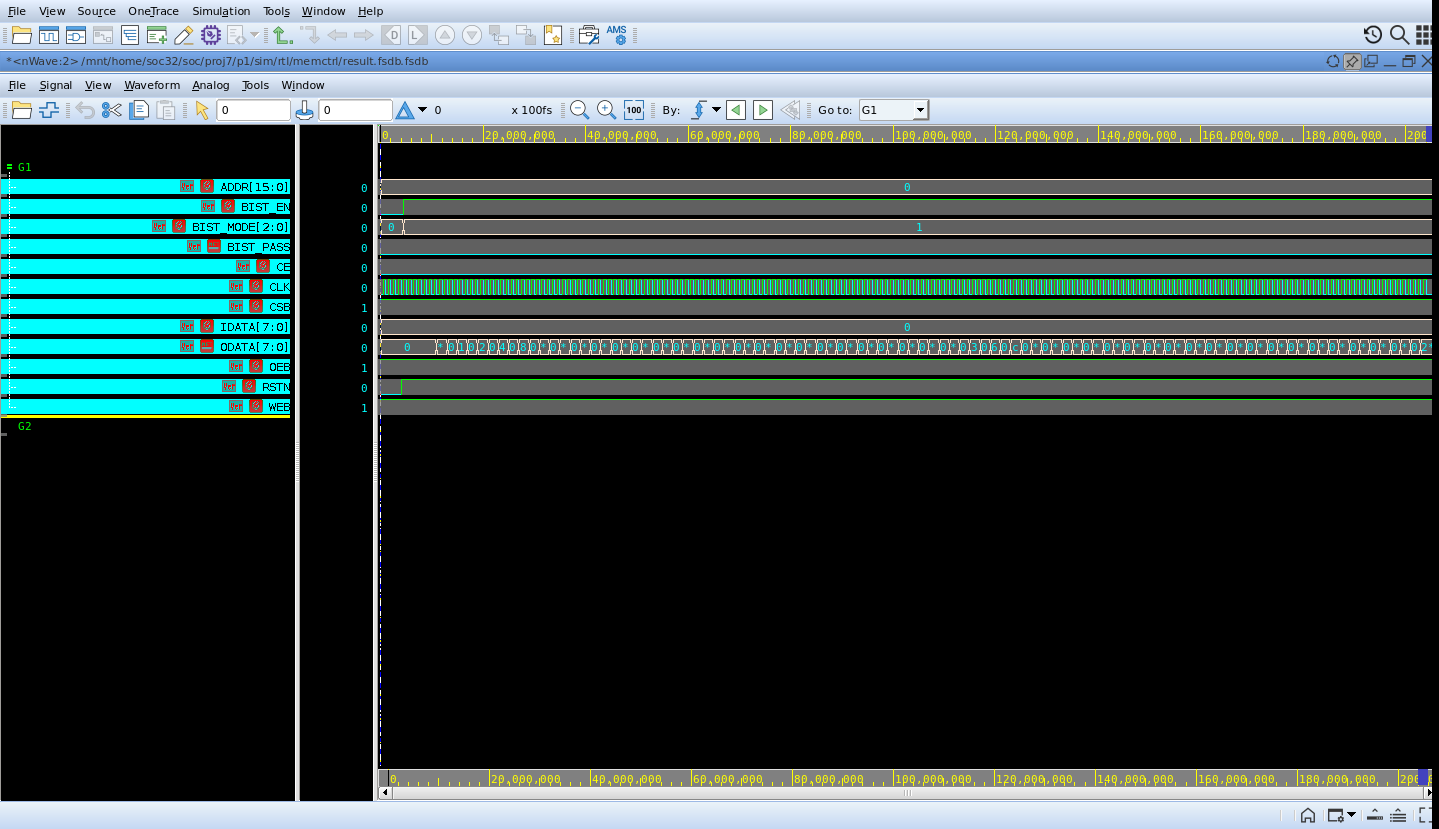 File View Source OneTrace Simulation Tools Window Help
D L AMS
*<nWave:2> /mnt/home/soc32/soc/proj7/p1/sim/rtl/memctrl/result.fsdb.fsdb
File Signal View Waveform Analog Tools Window
0 0 0 x 100fs 100 By: Go to: G1
0 20,000,000 40,000,000 60,000,000 80,000,000 100,000,000 120,000,000 140,000,000 160,000,000 180,000,000
G1
ADDR[15:0] 0 0
BIST_EN 0
BIST_MODE[2:0] 0 0 1
BIST_PASS 0
CE 0
CLK 0
CSB 1
IDATA[7:0] 0 0
ODATA[7:0] 0 0
OEB 1
RSTN 0
WEB 1
G2
0 20,000,000 40,000,000 60,000,000 80,000,000 100,000,000 120,000,000 140,000,000 160,000,000 180,000,000